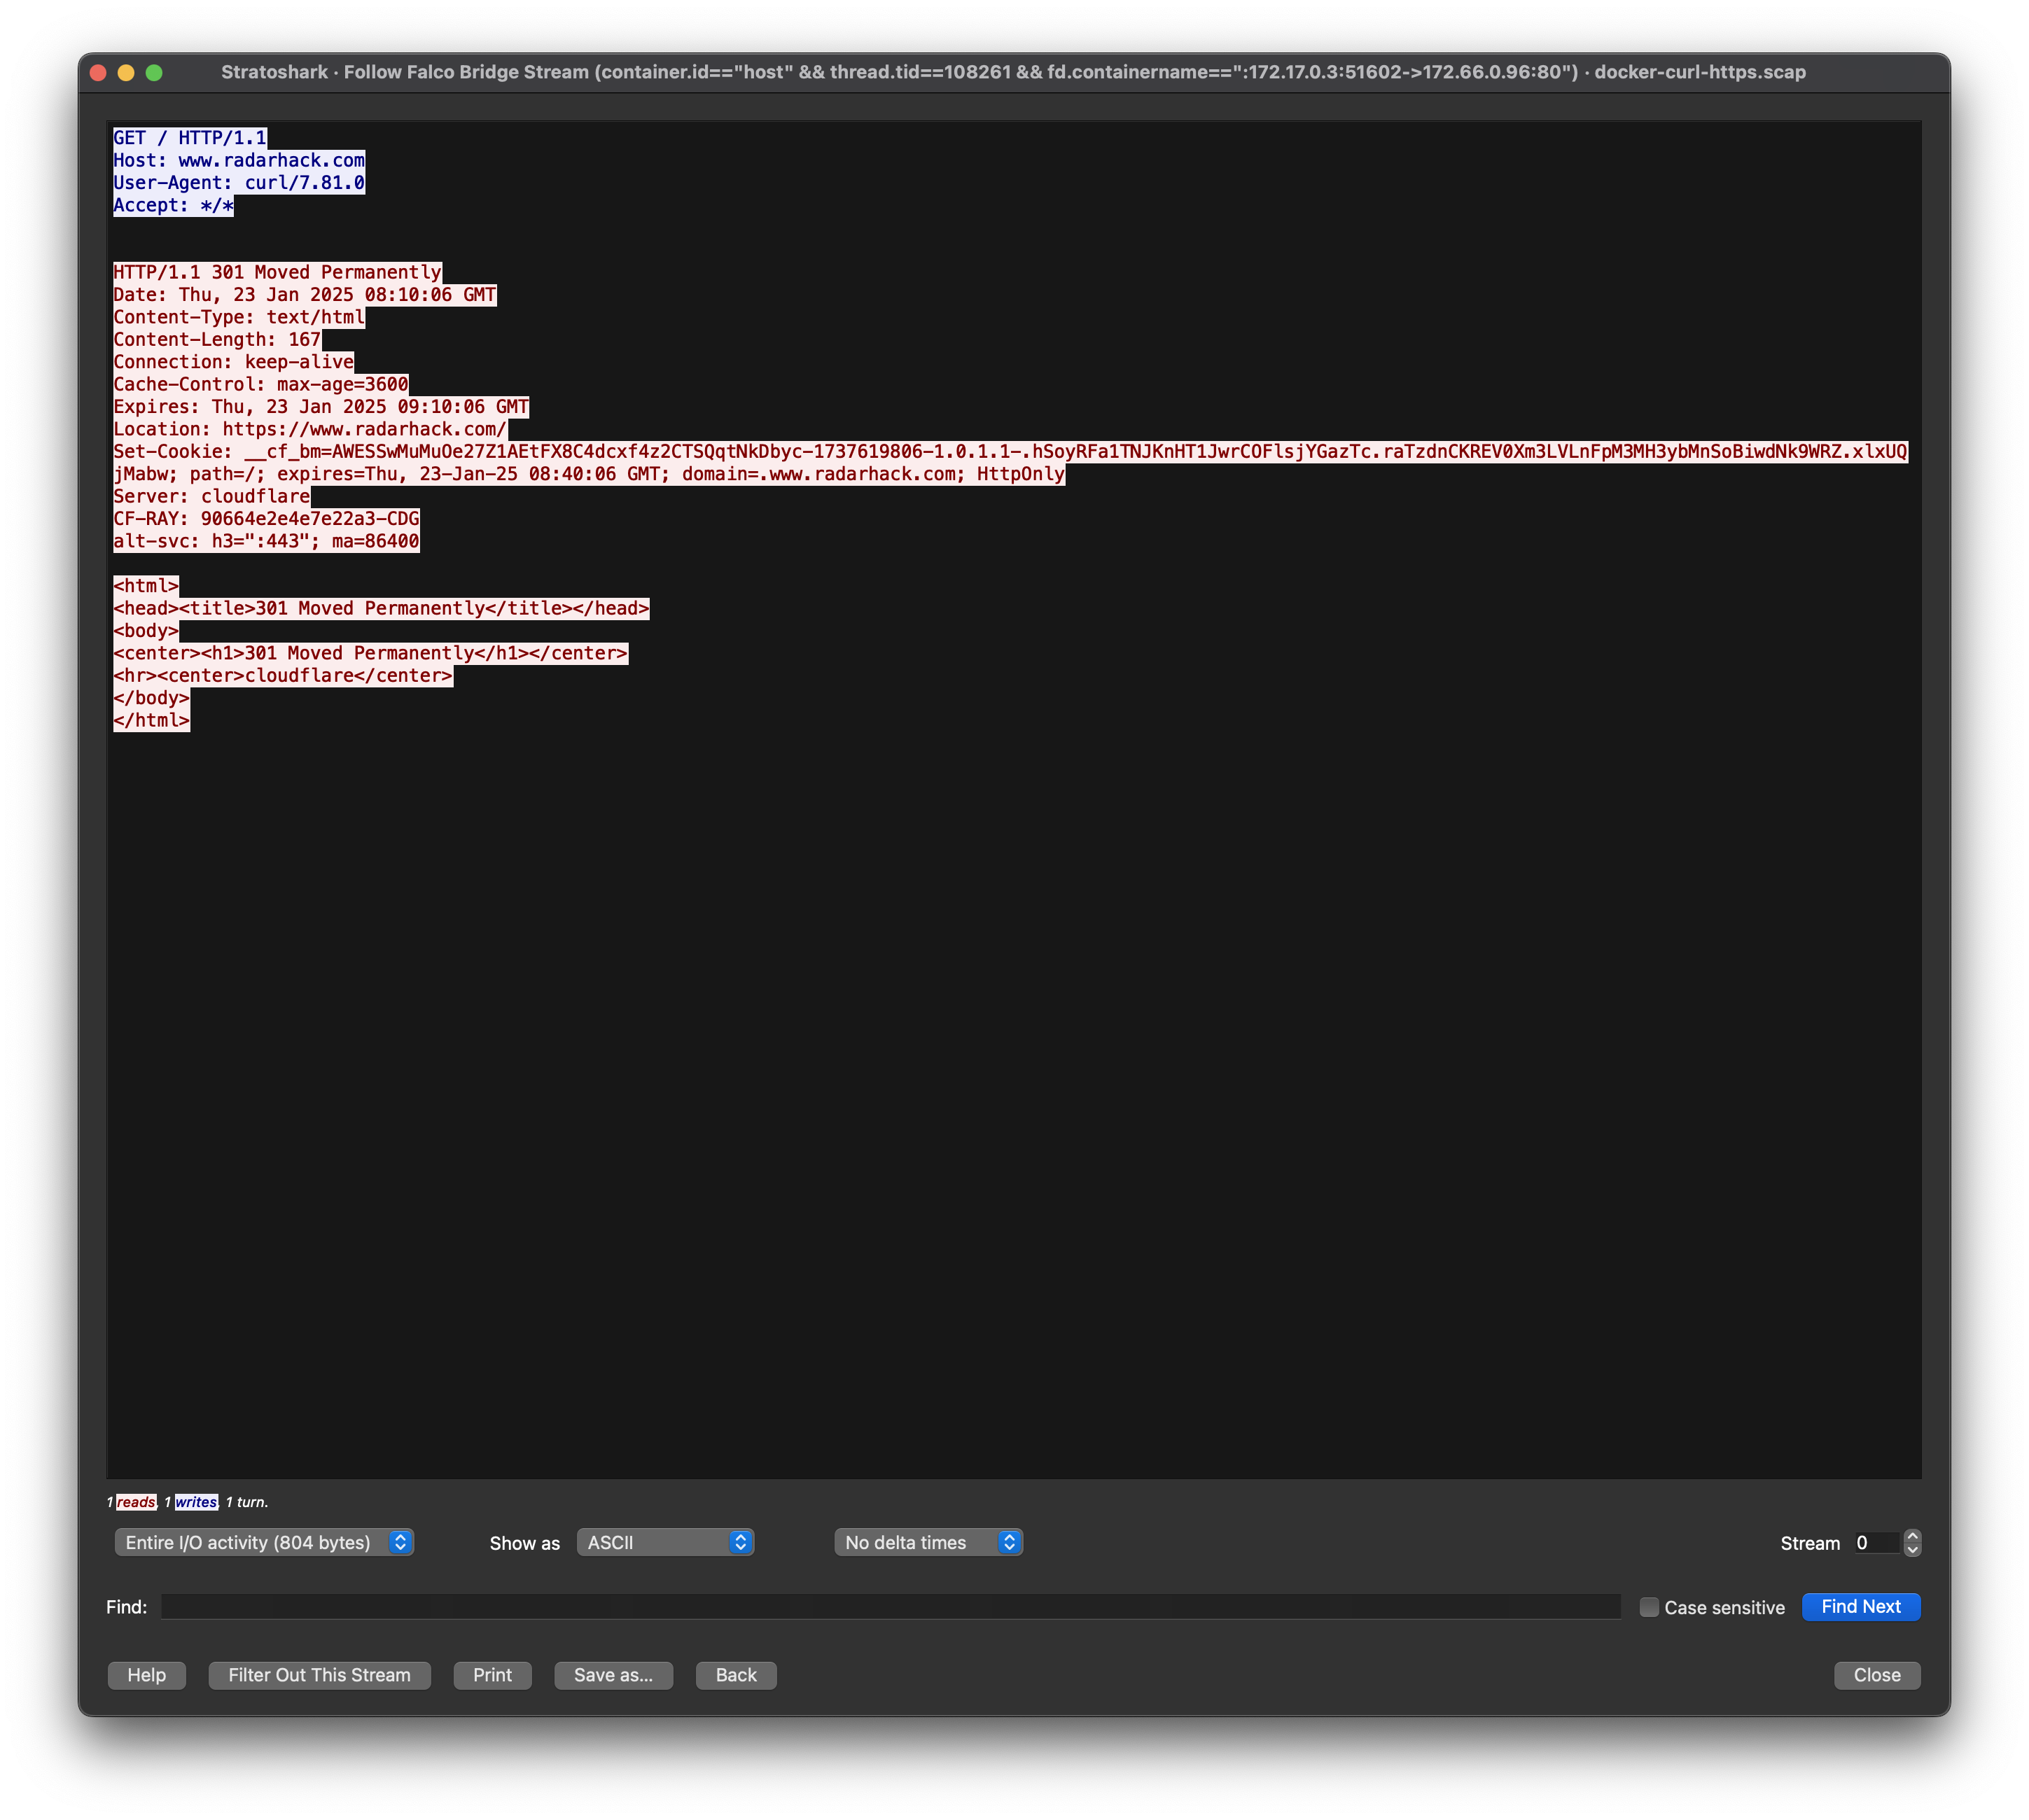 Stratoshark · Follow Falco Bridge Stream (container.id=="host" && thread.tid==108261 && fd.containername==":172.17.0.3:51602->172.66.0.96:80") · docker-curl-https.scap
GET / HTTP/1.1
Host: www.radarhack.com
User-Agent: curl/7.81.0
Accept: */*
HTTP/1.1 301 Moved Permanently
Date: Thu, 23 Jan 2025 08:10:06 GMT
Content-Type: text/html
Content-Length: 167
Connection: keep-alive
Cache-Control: max-age=3600
Expires: Thu, 23 Jan 2025 09:10:06 GMT
Location: https://www.radarhack.com/
Set-Cookie: __cf_bm=AWESSwMuMuOe27Z1AEtFX8C4dcxf4z2CTSQqtNkDbyc-1737619806-1.0.1.1-.hSoyRFa1TNJKnHT1JwrCOFlsjYGazTc.raTzdnCKREV0Xm3LVLnFpM3MH3ybMnSoBiwdNk9WRZ.xlxUQ
jMabw; path=/; expires=Thu, 23-Jan-25 08:40:06 GMT; domain=.www.radarhack.com; HttpOnly
Server: cloudflare
CF-RAY: 90664e2e4e7e22a3-CDG
alt-svc: h3=":443"; ma=86400
<html>
<head><title>301 Moved Permanently</title></head>
<body>
<center><h1>301 Moved Permanently</h1></center>
<hr><center>cloudflare</center>
</body>
</html>
1 reads, 1 writes, 1 turn.
Entire I/O activity (804 bytes) Show as ASCII No delta times Stream 0
Find: Case sensitive Find Next
Help Filter Out This Stream Print Save as... Back Close